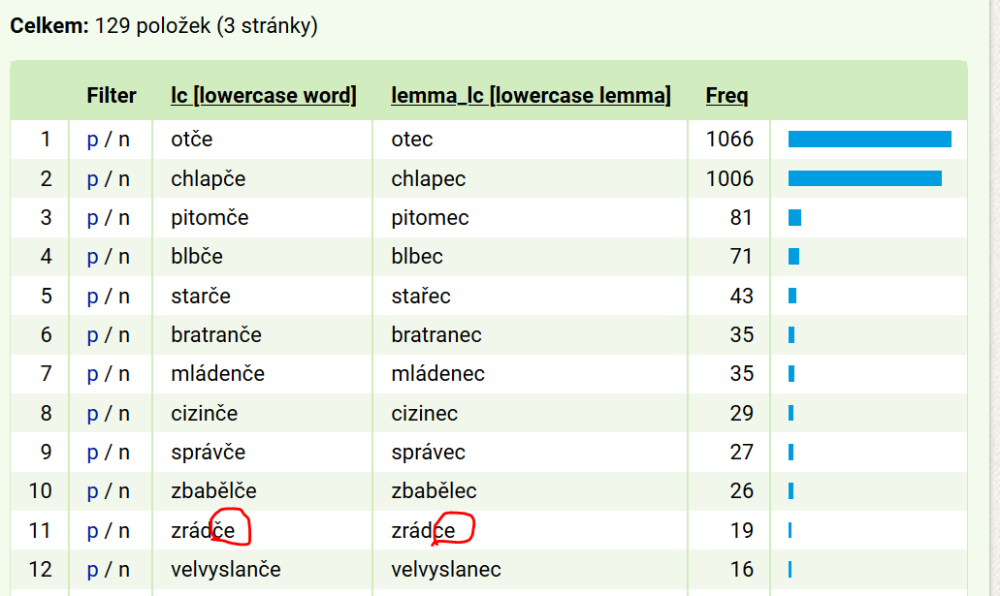 Celkem: 129 položek (3 stránky)
Filter lc [lowercase word] lemma_lc [lowercase lemma] Freq
1 p / n otče otec 1066
2 p / n chlapče chlapec 1006
3 p / n pitomče pitomec 81
4 p / n blbče blbec 71
5 p / n starče stařec 43
6 p / n bratranče bratranec 35
7 p / n mládenče mládenec 35
8 p / n cizinče cizinec 29
9 p / n správče správec 27
10 p / n zbabělče zbabělec 26
11 p / n zrádče zrádce 19
12 p / n velvyslanče velvyslanec 16